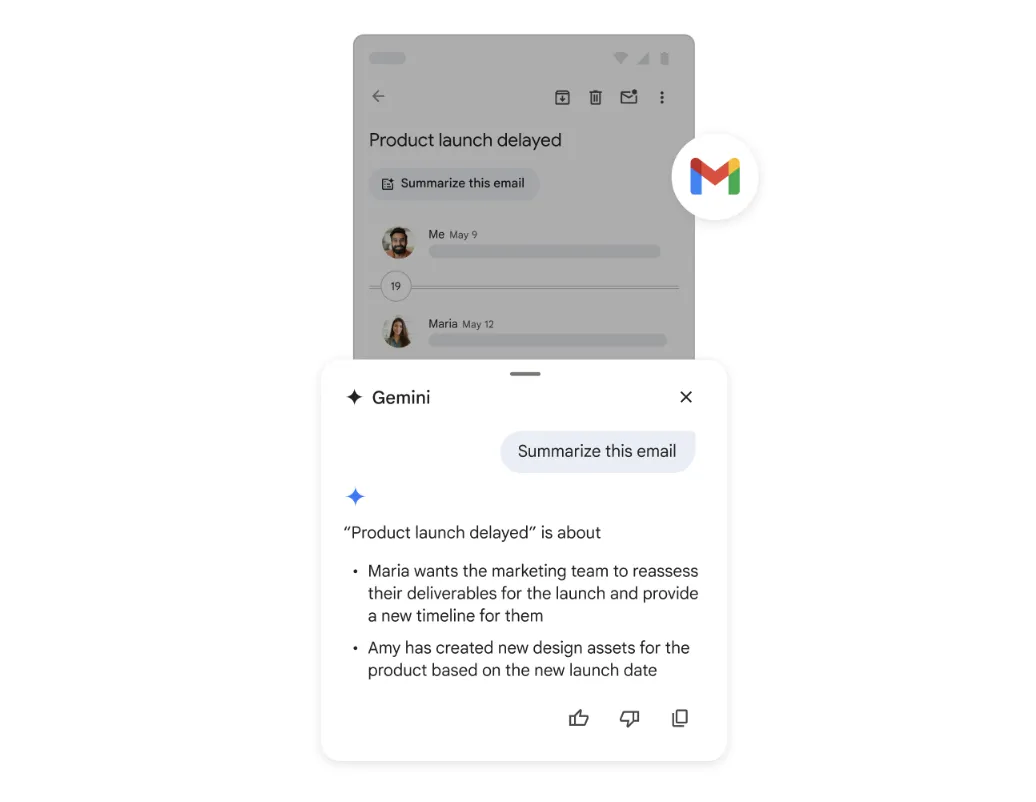 Product launch delayed
Summarize this email
Me May 9
19
Maria May 12
Gemini
Summarize this email
“Product launch delayed” is about
• Maria wants the marketing team to reassess
their deliverables for the launch and provide
a new timeline for them
• Amy has created new design assets for the
product based on the new launch date